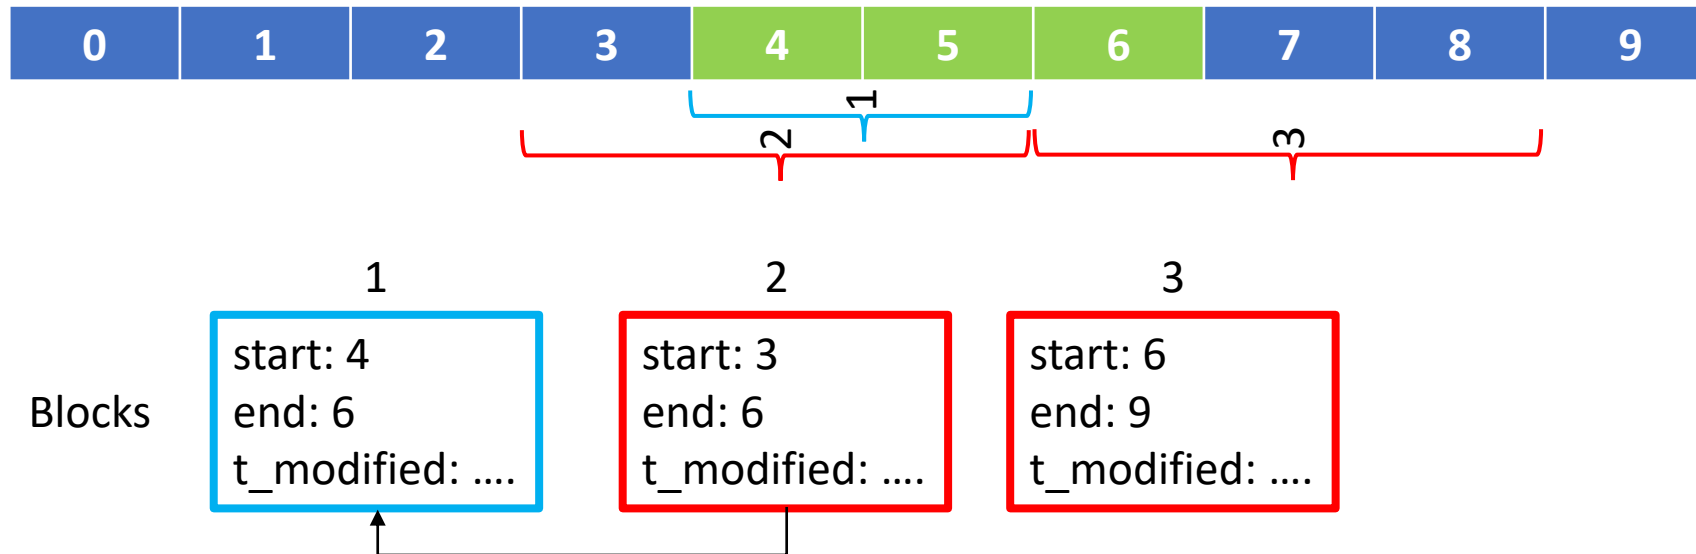 0 1 2 3 4 5 6 7 8 9
1
2
3
1 2 3
start: 4
end: 6
t_modified: ....
start: 3
end: 6
t_modified: ....
start: 6
end: 9
t_modified: ....
Blocks